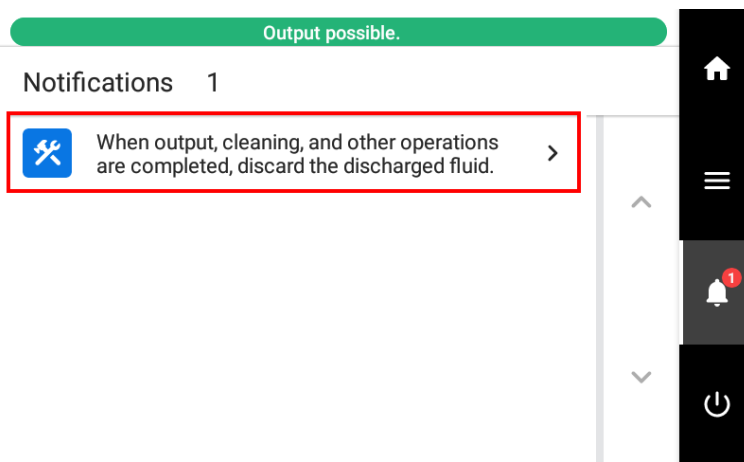 Output possible.
Notifications 1
When output, cleaning, and other operations
are completed, discard the discharged fluid.
1